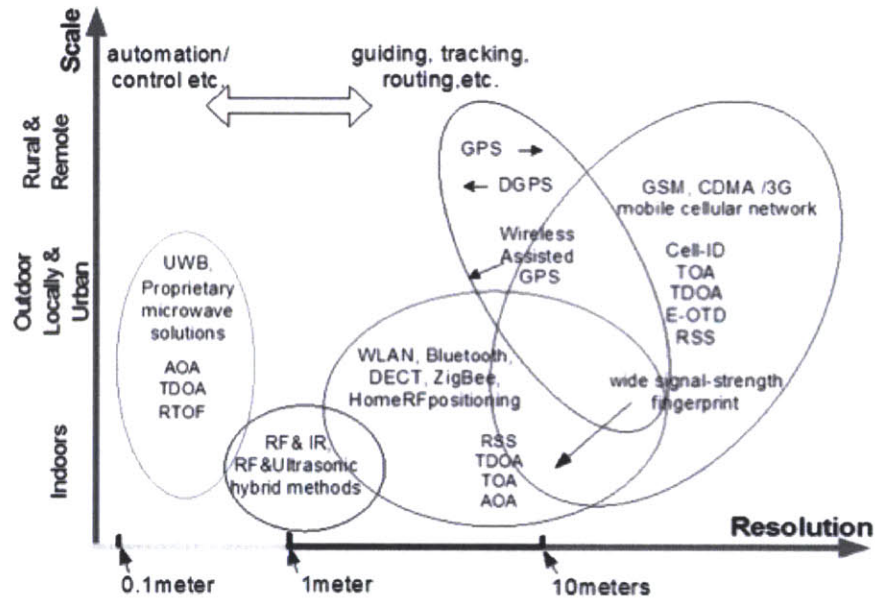 Scale
automation/
control etc.
guiding, tracking,
routing,etc.
Rural &
Remote
Outdoor
Locally &
Urban
Indoors
GPS
DGPS
Wireless
Assisted
GPS
GSM, CDMA /3G
mobile cellular network
Cell-ID
TOA
TDOA
E-OTD
RSS
wide signal-strength
fingerprint
UWB,
Proprietary
microwave
solutions
AOA
TDOA
RTOF
WLAN, Bluetooth,
DECT, ZigBee,
HomeRFpositioning
RSS
TDOA
TOA
AOA
RF& IR,
RF&Ultrasonic
hybrid methods
Resolution
0.1meter
1meter
10meters